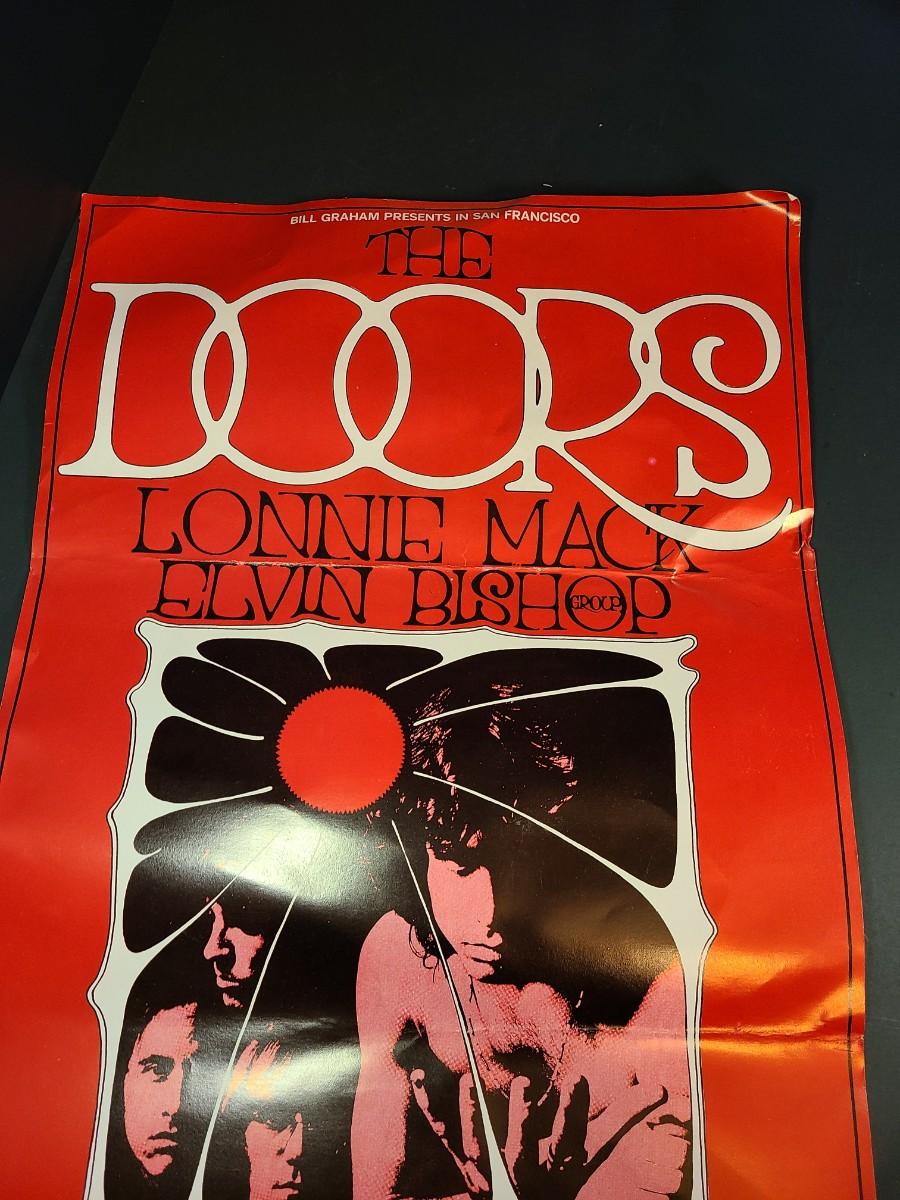 BILL GRAHAM PRESENTS IN SAN FRANCISCO
THE
DOORS
LONNIE MACK
ELVIN BISHOP GROUP